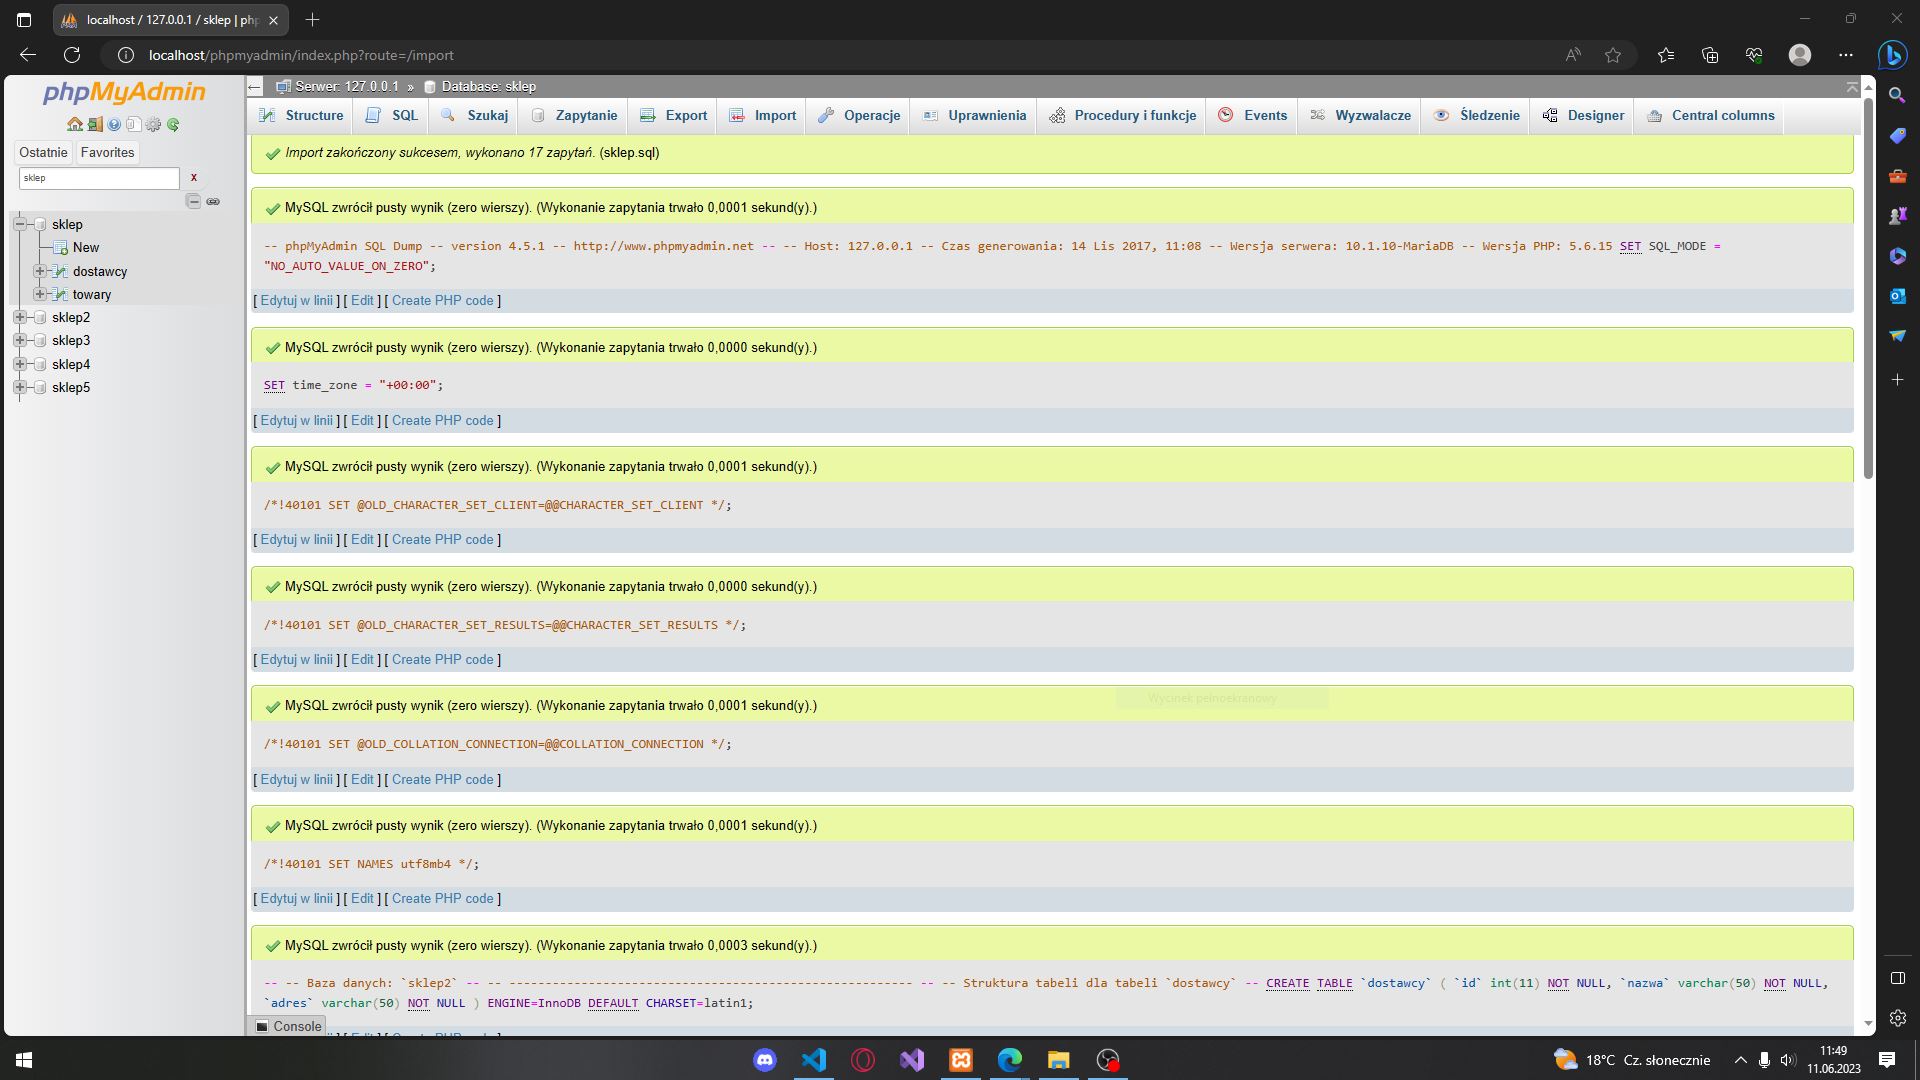 localhost / 127.0.0.1 / sklep | php
localhost/phpmyadmin/index.php?route=/import
phpMyAdmin
Ostatnie Favorites
sklep X
sklep
New
dostawcy
towary
sklep2
sklep3
sklep4
sklep5
Serwer: 127.0.0.1 » Database: sklep
Structure SQL Szukaj Zapytanie Export Import Operacje Uprawnienia Procedury i funkcje Events Wyzwalacze Śledzenie Designer Central columns
Import zakończony sukcesem, wykonano 17 zapytań. (sklep.sql)
MySQL zwrócił pusty wynik (zero wierszy). (Wykonanie zapytania trwało 0,0001 sekund(y).)
-- phpMyAdmin SQL Dump -- version 4.5.1 -- http://www.phpmyadmin.net -- -- Host: 127.0.0.1 -- Czas generowania: 14 Lis 2017, 11:08 -- Wersja serwera: 10.1.10-MariaDB -- Wersja PHP: 5.6.15 SET SQL_MODE =
"NO_AUTO_VALUE_ON_ZERO";
[ Edytuj w linii ] [ Edit ] [ Create PHP code ]
MySQL zwrócił pusty wynik (zero wierszy). (Wykonanie zapytania trwało 0,0000 sekund(y).)
SET time_zone = "+00:00";
[ Edytuj w linii ] [ Edit ] [ Create PHP code ]
MySQL zwrócił pusty wynik (zero wierszy). (Wykonanie zapytania trwało 0,0001 sekund(y).)
/*!40101 SET @OLD_CHARACTER_SET_CLIENT=@@CHARACTER_SET_CLIENT */;
[ Edytuj w linii ] [ Edit ] [ Create PHP code ]
MySQL zwrócił pusty wynik (zero wierszy). (Wykonanie zapytania trwało 0,0000 sekund(y).)
/*!40101 SET @OLD_CHARACTER_SET_RESULTS=@@CHARACTER_SET_RESULTS */;
[ Edytuj w linii ] [ Edit ] [ Create PHP code ]
Wycinek pełnoekranowy
MySQL zwrócił pusty wynik (zero wierszy). (Wykonanie zapytania trwało 0,0001 sekund(y).)
/*!40101 SET @OLD_COLLATION_CONNECTION=@@COLLATION_CONNECTION */;
[ Edytuj w linii ] [ Edit ] [ Create PHP code ]
MySQL zwrócił pusty wynik (zero wierszy). (Wykonanie zapytania trwało 0,0001 sekund(y).)
/*!40101 SET NAMES utf8mb4 */;
[ Edytuj w linii ] [ Edit ] [ Create PHP code ]
MySQL zwrócił pusty wynik (zero wierszy). (Wykonanie zapytania trwało 0,0003 sekund(y).)
-- -- Baza danych: `sklep2` -- -- -------------------------------------------------------- -- -- Struktura tabeli dla tabeli `dostawcy` -- CREATE TABLE `dostawcy` ( `id` int(11) NOT NULL, `nazwa` varchar(50) NOT NULL,
`adres` varchar(50) NOT NULL ) ENGINE=InnoDB DEFAULT CHARSET=latin1;
Console
18°C Cz. słonecznie
11:49
11.06.2023